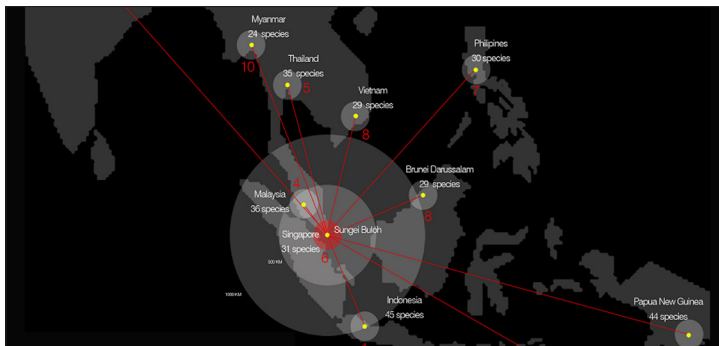 Myanmar
24 species
10
Thailand
35 species
5
Philipines
30 species
7
Vietnam
29 species
8
Brunei Darussalam
29 species
8
4
Malaysia
36 species
Singapore
31 species
6
Sungei Buloh
500 KM
1000 KM
Indonesia
45 species
Papua New Guinea
44 species